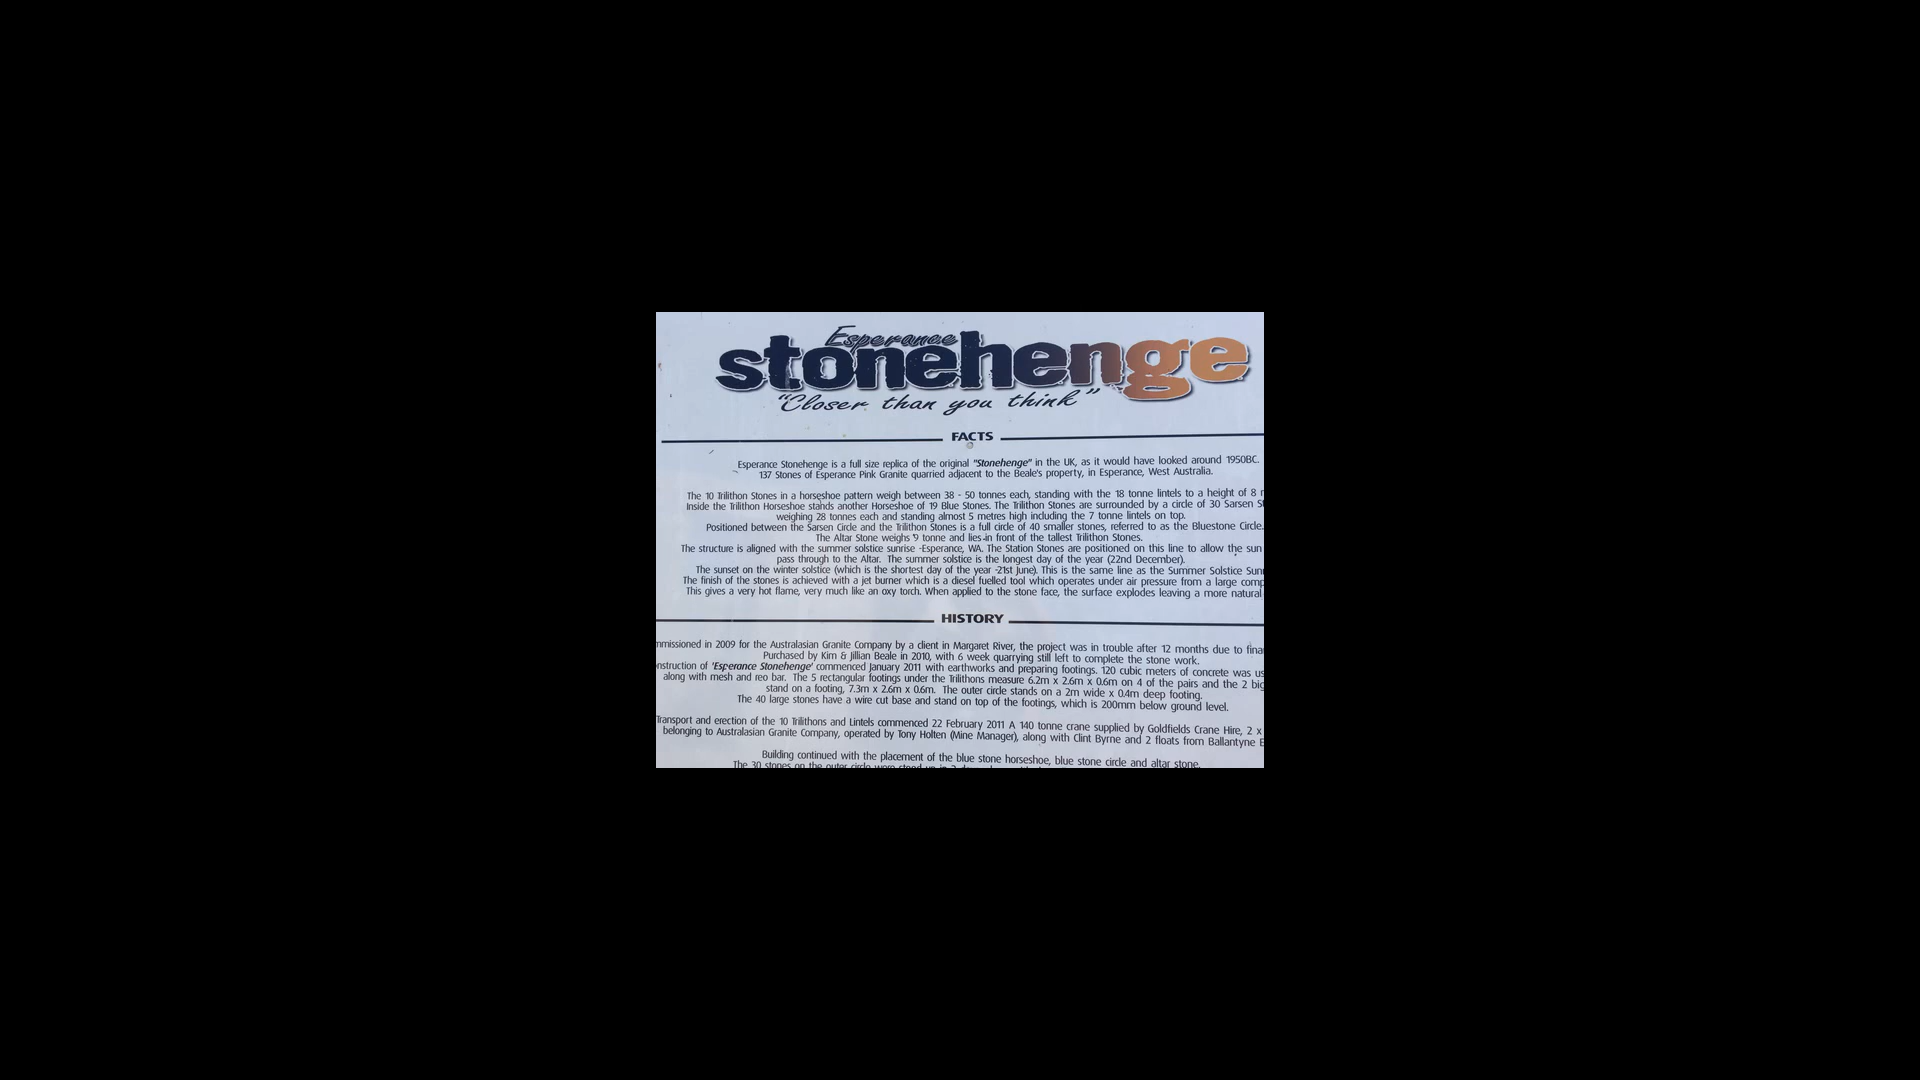 Esperance
stonehenge
"Closer than you think"
FACTS
Esperance Stonehenge is a full size replica of the original "Stonehenge" in the UK, as it would have looked around 1950BC.
137 Stones of Esperance Pink Granite quarried adjacent to the Beale's property, in Esperance, West Australia.
The 10 Trilithon Stones in a horseshoe pattern weigh between 38 - 50 tonnes each, standing with the 18 tonne lintels to a height of 8
Inside the Trilithon Horseshoe stands another Horseshoe of 19 Blue Stones. The Trilithon Stones are surrounded by a circle of 30 Sarsen
weighing 28 tonnes each and standing almost 5 metres high including the 7 tonne lintels on top.
Positioned between the Sarsen Circle and the Trilithon Stones is a full circle of 40 smaller stones, referred to as the Bluestone Circle.
The Altar Stone weighs 9 tonne and lies in front of the tallest Trilithon Stones.
The structure is aligned with the summer solstice sunrise -Esperance, WA. The Station Stones are positioned on this line to allow the sun
pass through to the Altar. The summer solstice is the longest day of the year (22nd December).
The sunset on the winter solstice (which is the shortest day of the year -21st June). This is the same line as the Summer Solstice
The finish of the stones is achieved with a jet burner which is a diesel fuelled tool which operates under air pressure from a large
This gives a very hot flame, very much like an oxy torch. When applied to the stone face, the surface explodes leaving a more natural
HISTORY
mmissioned in 2009 for the Australasian Granite Company by a client in Margaret River, the project was in trouble after 12 months due to
Purchased by Kim & Jillian Beale in 2010, with 6 week quarrying still left to complete the stone work.
nstruction of 'Esperance Stonehenge' commenced January 2011 with earthworks and preparing footings. 120 cubic meters of concrete was
along with mesh and reo bar. The 5 rectangular footings under the Trilithons measure 6.2m x 2.6m x 0.6m on 4 of the pairs and the 2 big
stand on a footing, 7.3m x 2.6m x 0.6m. The outer circle stands on a 2m wide x 0.4m deep footing.
The 40 large stones have a wire cut base and stand on top of the footings, which is 200mm below ground level.
Transport and erection of the 10 Trilithons and Lintels commenced 22 February 2011 A 140 tonne crane supplied by Goldfields Crane Hire, 2 x
belonging to Australasian Granite Company, operated by Tony Holten (Mine Manager), along with Clint Byrne and 2 floats from Ballantyne
Building continued with the placement of the blue stone horseshoe, blue stone circle and altar stone.
The 30 stones on the outer circle were stood up in